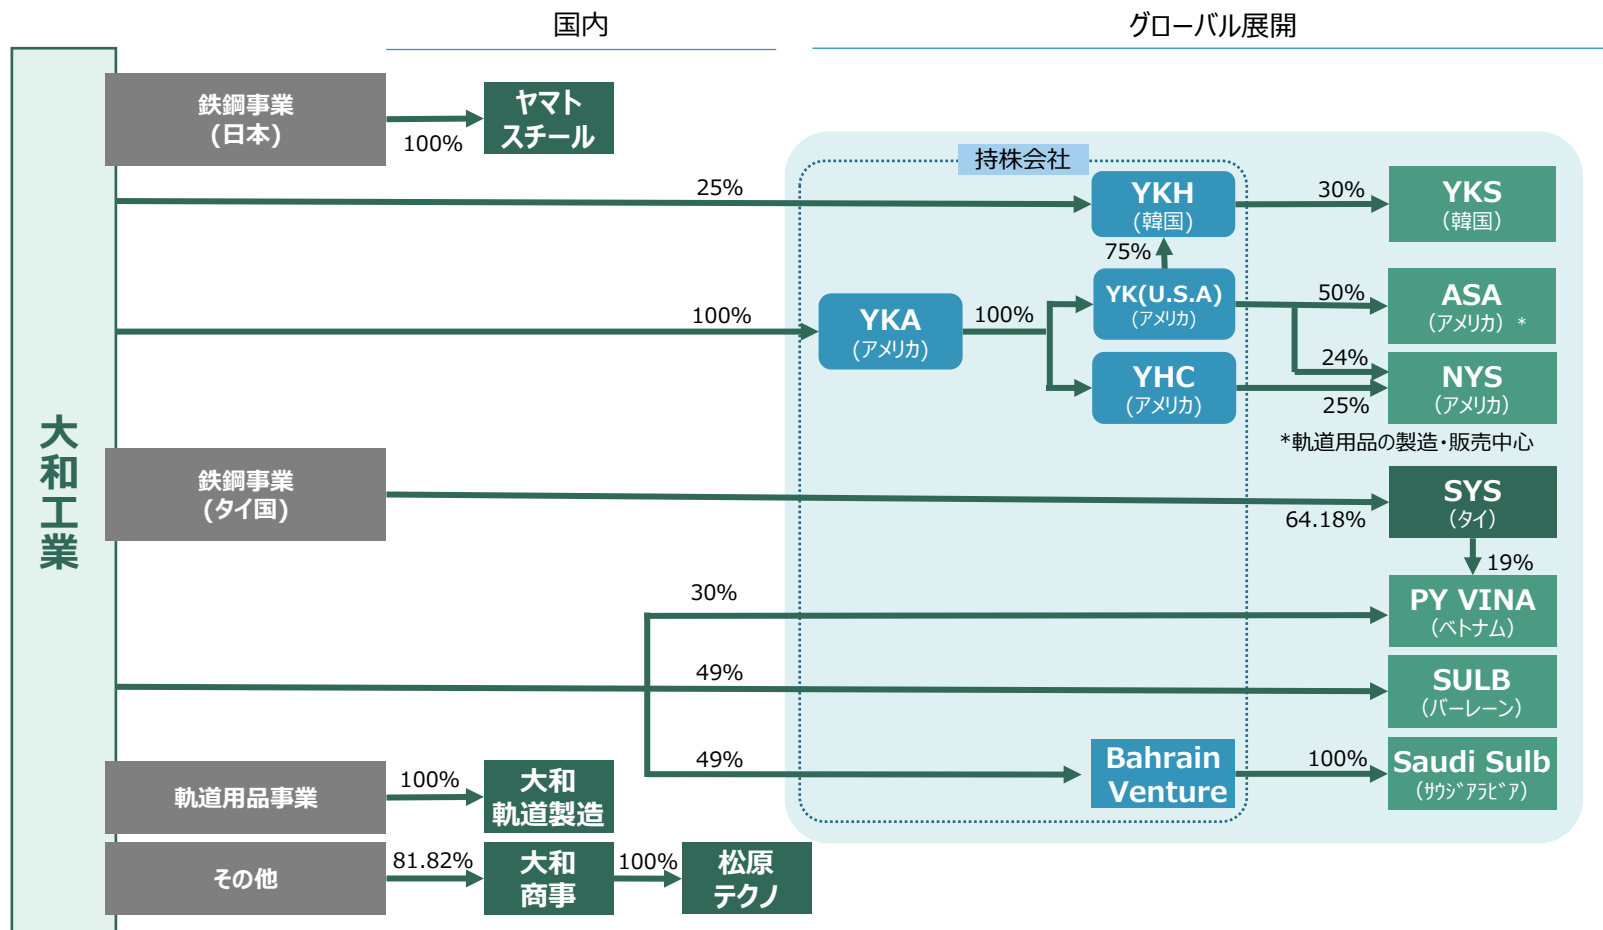 国内
グローバル展開
大和工業
鉄鋼事業
(日本)
100%
ヤマト
スチール
持株会社
25%
YKH
(韓国)
30%
YKS
(韓国)
75%
100%
YKA
(アメリカ)
100%
YK(U.S.A)
(アメリカ)
50%
ASA
(アメリカ) *
YHC
(アメリカ)
24%
25%
NYS
(アメリカ)
*軌道用品の製造・販売中心
鉄鋼事業
(タイ国)
64.18%
SYS
(タイ)
19%
30%
PY VINA
(ベトナム)
49%
SULB
(バーレーン)
49%
Bahrain
Venture
100%
Saudi Sulb
(ｻｳｼﾞｱﾗﾋﾞｱ)
軌道用品事業
100%
大和
軌道製造
その他
81.82%
大和
商事
100%
松原
テクノ